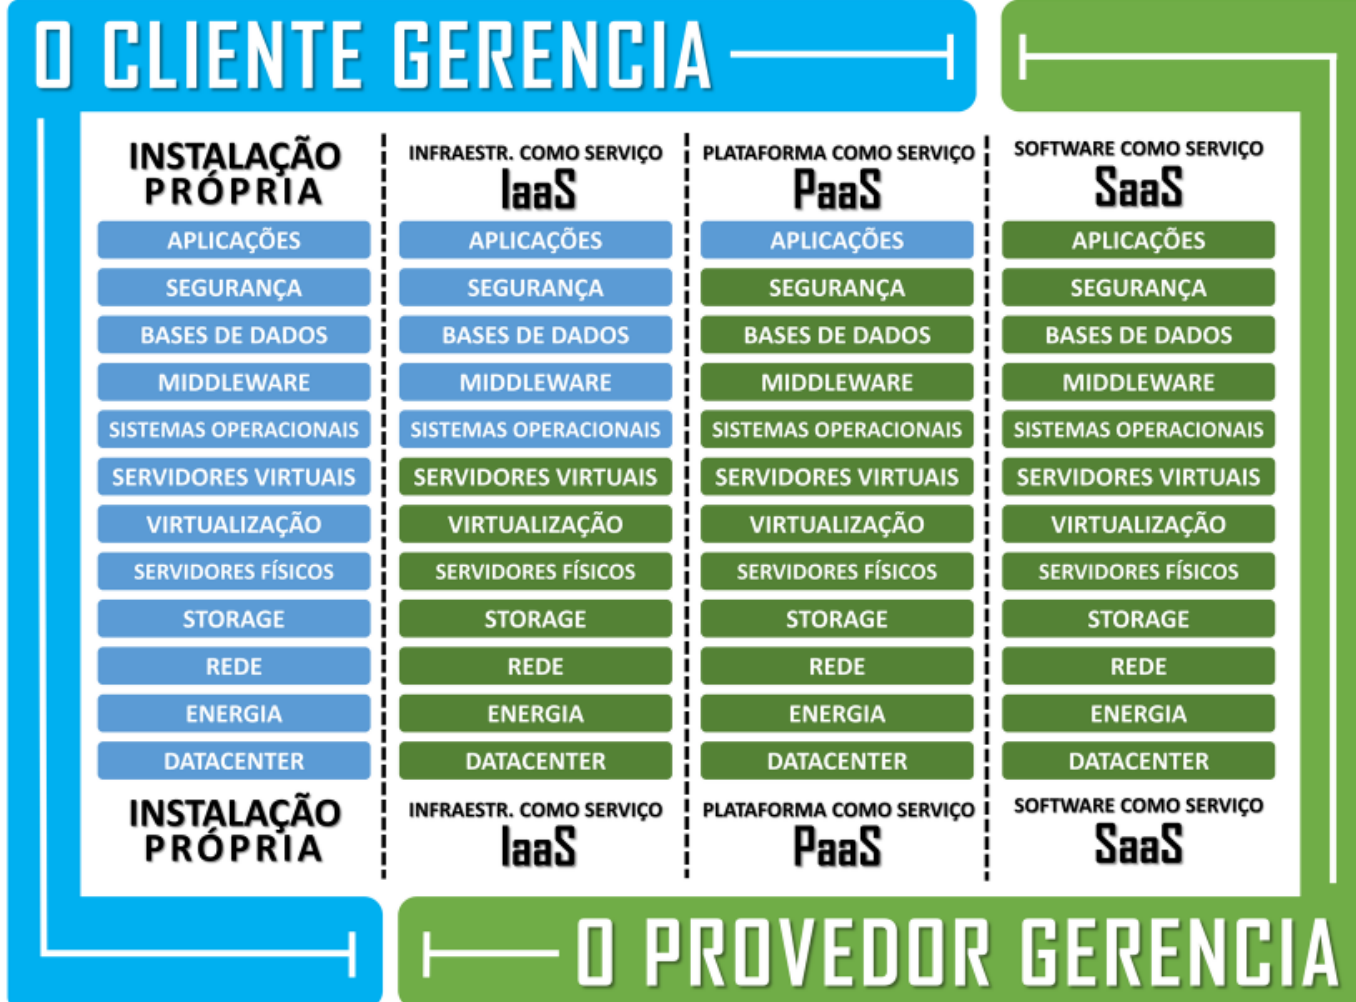 O CLIENTE GERENCIA
INSTALAÇÃO
PRÓPRIA
APLICAÇÕES
SEGURANÇA
BASES DE DADOS
MIDDLEWARE
SISTEMAS OPERACIONAIS
SERVIDORES VIRTUAIS
VIRTUALIZAÇÃO
SERVIDORES FÍSICOS
STORAGE
REDE
ENERGIA
DATACENTER
INSTALAÇÃO
PRÓPRIA
INFRAESTR. COMO SERVIÇO
IaaS
APLICAÇÕES
SEGURANÇA
BASES DE DADOS
MIDDLEWARE
SISTEMAS OPERACIONAIS
SERVIDORES VIRTUAIS
VIRTUALIZAÇÃO
SERVIDORES FÍSICOS
STORAGE
REDE
ENERGIA
DATACENTER
INFRAESTR. COMO SERVIÇO
IaaS
PLATAFORMA COMO SERVIÇO
PaaS
APLICAÇÕES
SEGURANÇA
BASES DE DADOS
MIDDLEWARE
SISTEMAS OPERACIONAIS
SERVIDORES VIRTUAIS
VIRTUALIZAÇÃO
SERVIDORES FÍSICOS
STORAGE
REDE
ENERGIA
DATACENTER
PLATAFORMA COMO SERVIÇO
PaaS
SOFTWARE COMO SERVIÇO
SaaS
APLICAÇÕES
SEGURANÇA
BASES DE DADOS
MIDDLEWARE
SISTEMAS OPERACIONAIS
SERVIDORES VIRTUAIS
VIRTUALIZAÇÃO
SERVIDORES FÍSICOS
STORAGE
REDE
ENERGIA
DATACENTER
SOFTWARE COMO SERVIÇO
SaaS
O PROVEDOR GERENCIA